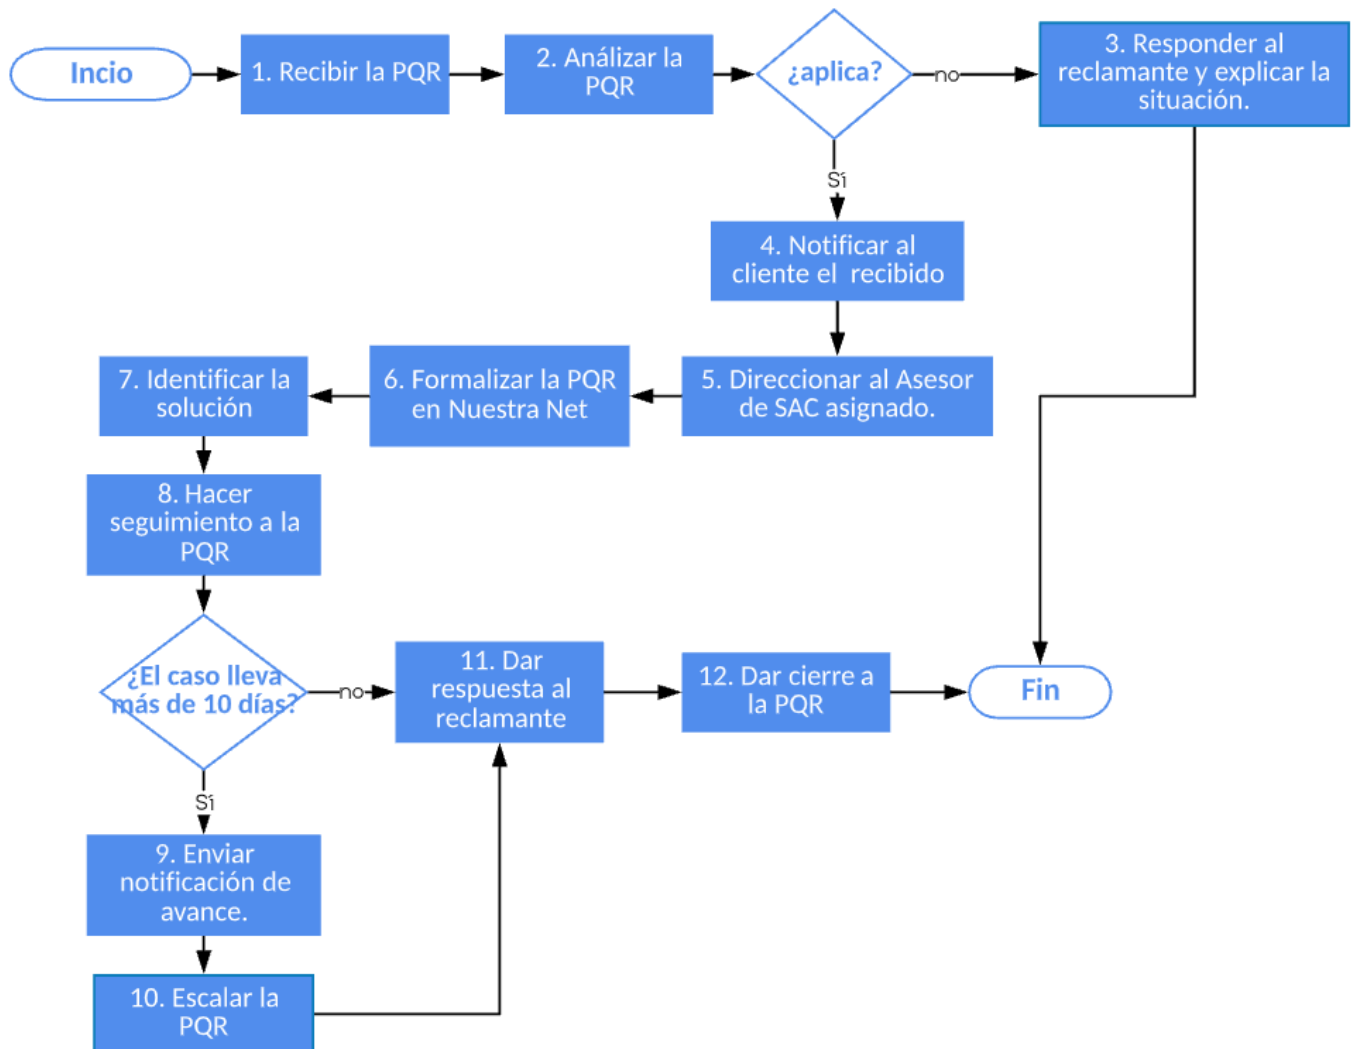 Incio
1. Recibir la PQR
2. Análizar la
PQR
¿aplica?
no
3. Responder al
reclamante y explicar la
situación.
Sí
4. Notificar al
cliente el  recibido
5. Direccionar al Asesor
de SAC asignado.
6. Formalizar la PQR
en Nuestra Net
7. Identificar la
solución
8. Hacer
seguimiento a la
PQR
¿El caso lleva
más de 10 días?
no
11. Dar
respuesta al
reclamante
12. Dar cierre a
la PQR
Fin
Sí
9. Enviar
notificación de
avance.
10. Escalar la
PQR